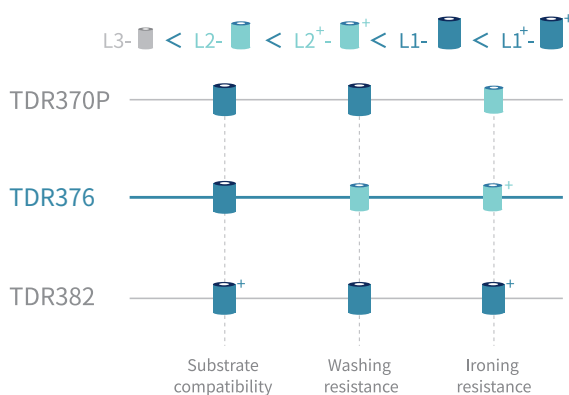 L3- < L2- < L2⁺- + < L1- < L1⁺- +
TDR370P
TDR376 +
TDR382 + +
Substrate compatibility
Washing resistance
Ironing resistance